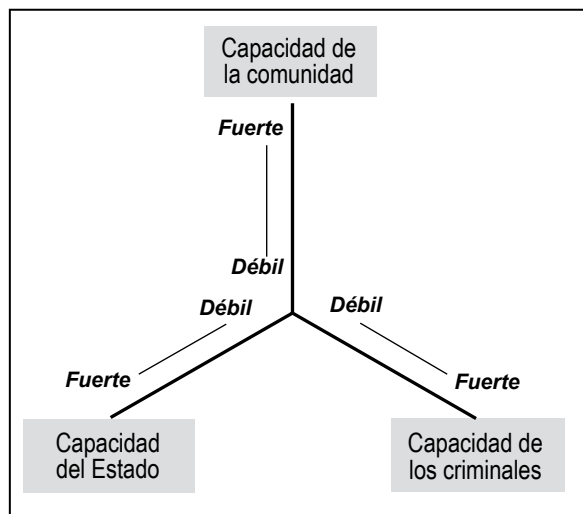 Capacidad de
la comunidad
Fuerte
Débil
Débil
Débil
Fuerte
Fuerte
Capacidad
del Estado
Capacidad de
los criminales